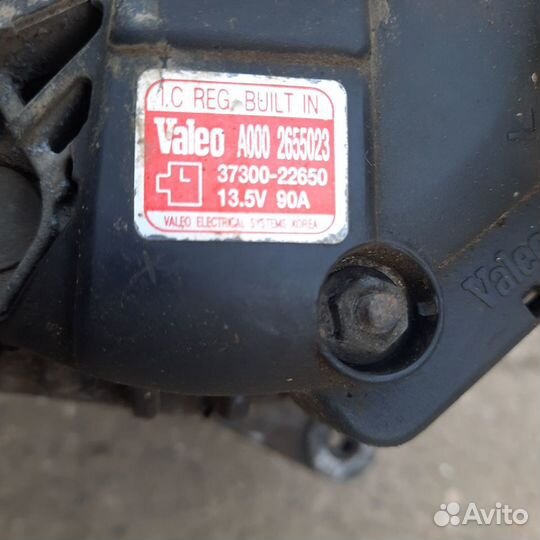 I.C REG. BUILT IN
Valeo A000 2655023
L
37300-22650
13.5V 90A
VALEO ELECTRICAL SYSTEMS KOREA
Valeo
Avito